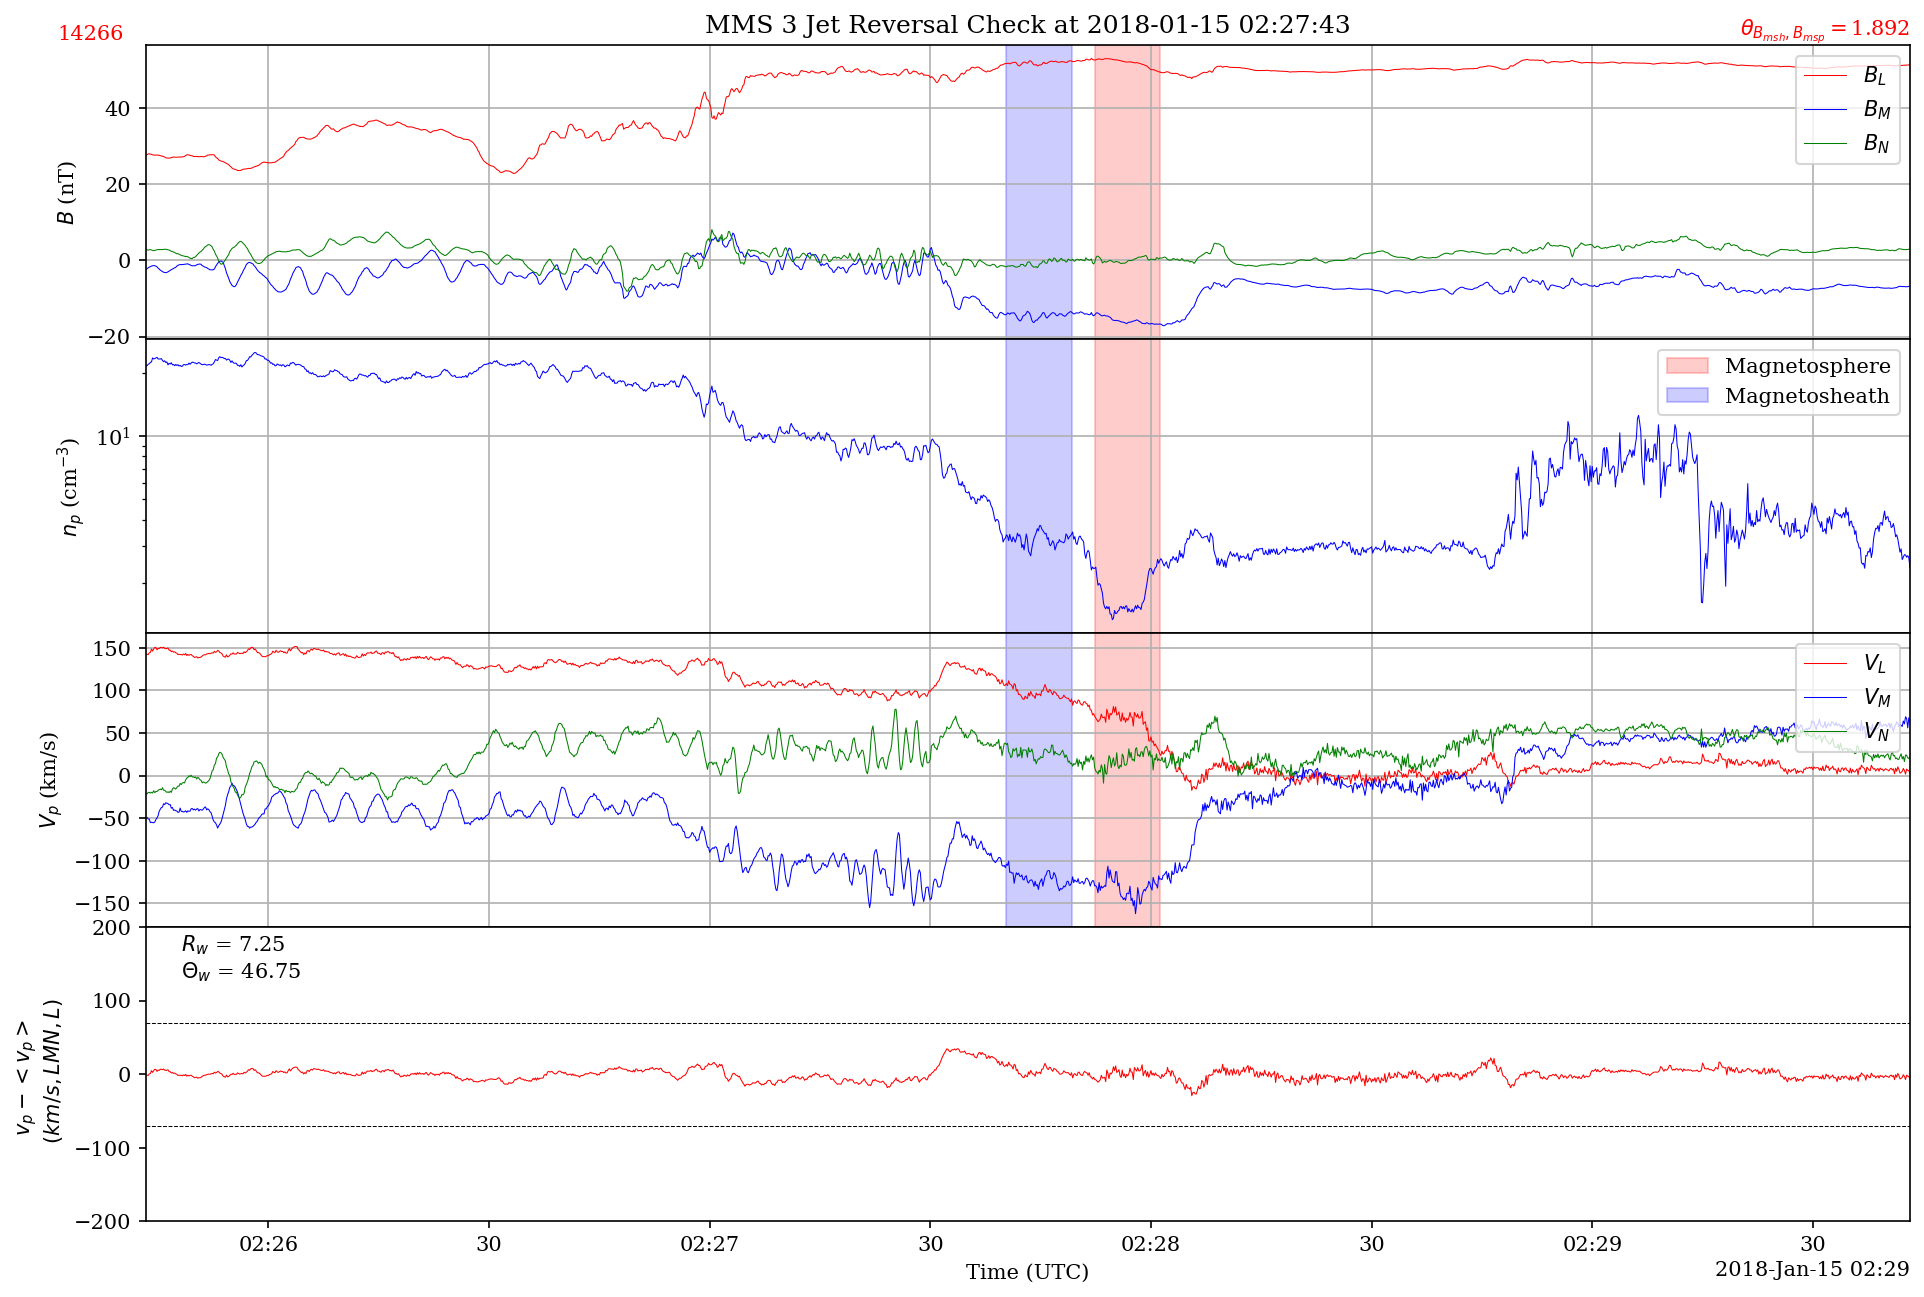 14266
MMS 3 Jet Reversal Check at 2018-01-15 02:27:43
θ_{B_{msh}, B_{msp}} = 1.892
B (nT)
40
20
0
−20
B_L
B_M
B_N
n_p (cm^{−3})
10^1
Magnetosphere
Magnetosheath
V_p (km/s)
150
100
50
0
−50
−100
−150
V_L
V_M
V_N
v_p − < v_p >
(km/s, LMN, L)
200
100
0
−100
−200
R_w = 7.25
Θ_w = 46.75
02:26 30 02:27 30 02:28 30 02:29 30
Time (UTC)
2018-Jan-15 02:29